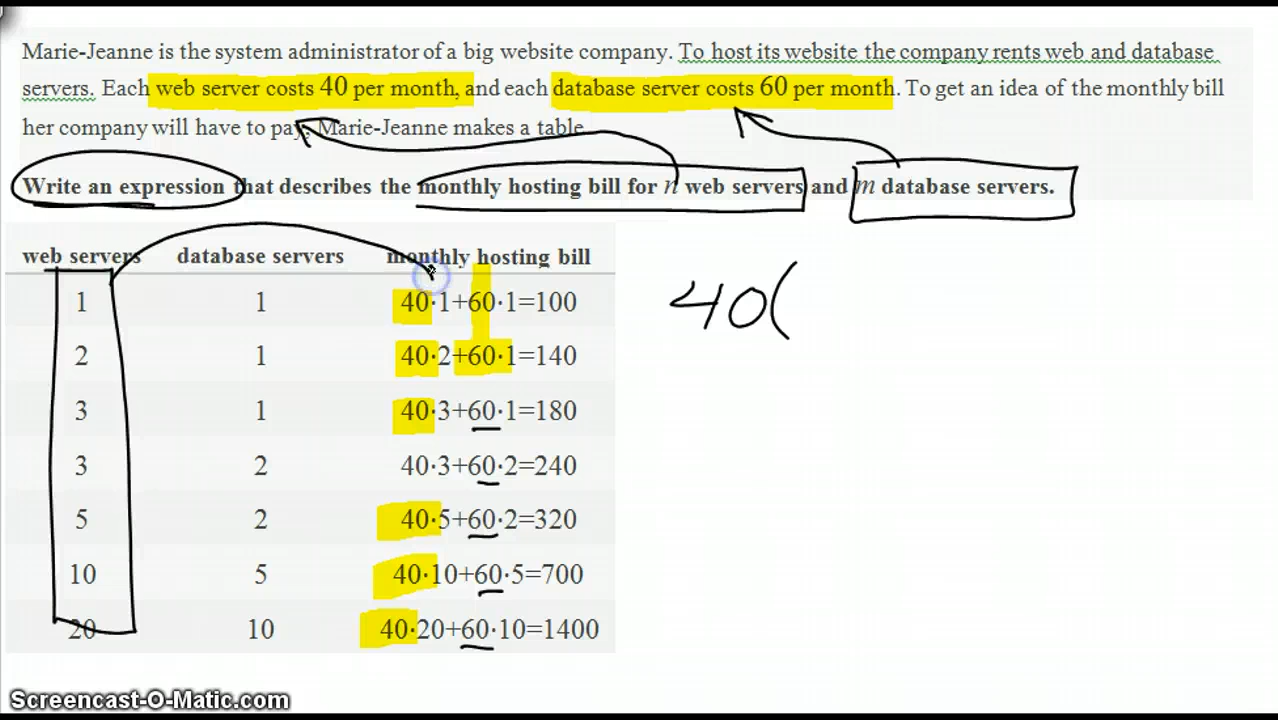 Marie-Jeanne is the system administrator of a big website company. To host its website the company rents web and database
servers. Each web server costs 40 per month, and each database server costs 60 per month. To get an idea of the monthly bill
her company will have to pay, Marie-Jeanne makes a table.
Write an expression that describes the monthly hosting bill for n web servers and m database servers.
web servers database servers monthly hosting bill
1 1 40·1+60·1=100
2 1 40·2+60·1=140
3 1 40·3+60·1=180
3 2 40·3+60·2=240
5 2 40·5+60·2=320
10 5 40·10+60·5=700
20 10 40·20+60·10=1400
40(
Screencast-O-Matic.com